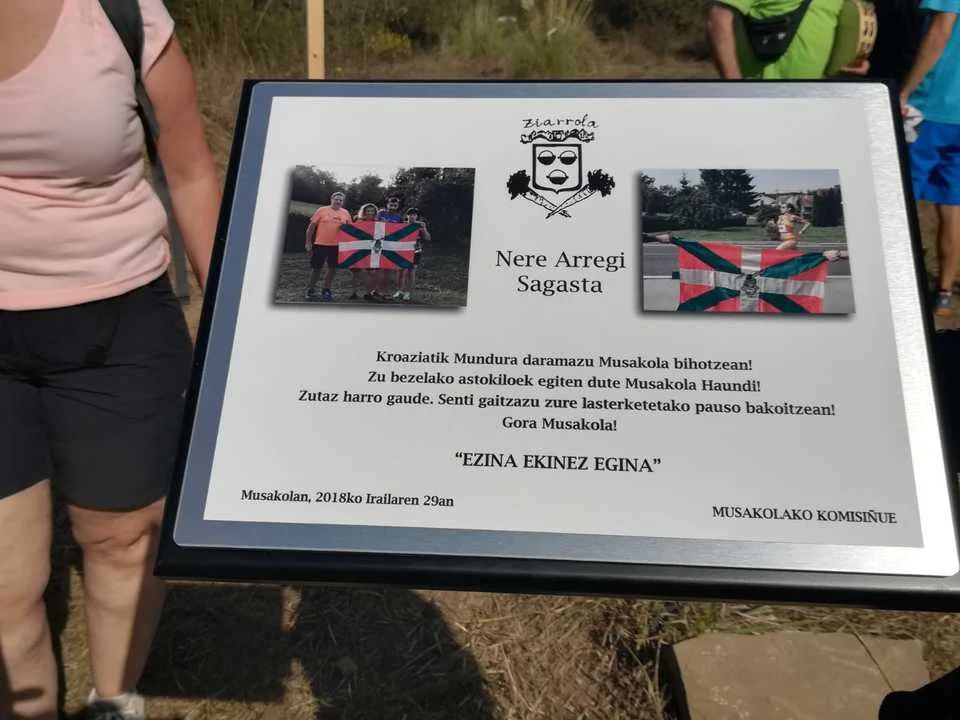 Ziarrola
Nere Arregi
Sagasta
Kroaziatik Mundura daramazu Musakola bihotzean!
Zu bezelako astokiloek egiten dute Musakola Haundi!
Zutaz harro gaude. Senti gaitzazu zure lasterketetako pauso bakoitzean!
Gora Musakola!
“EZINA EKINEZ EGINA”
Musakolan, 2018ko Irailaren 29an
MUSAKOLAKO KOMISIÑUE